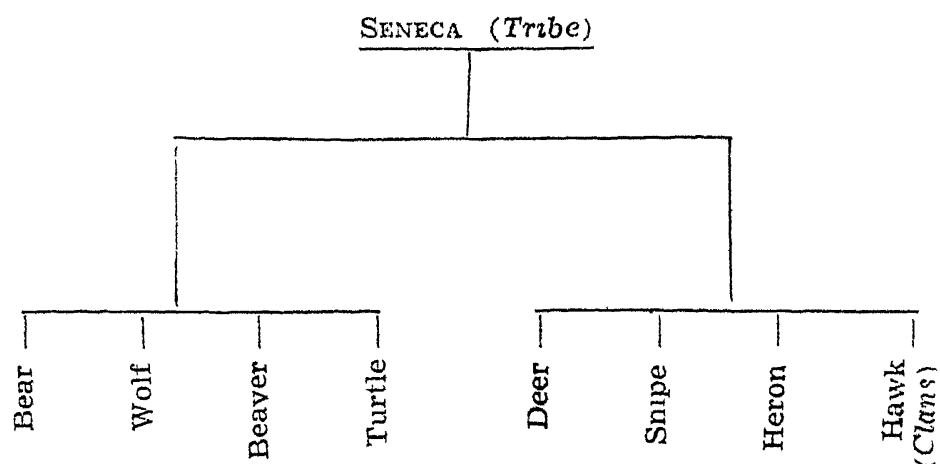 SENECA (Tribe)
Bear
Wolf
Beaver
Turtle
Deer
Snipe
Heron
Hawk
(Clans)